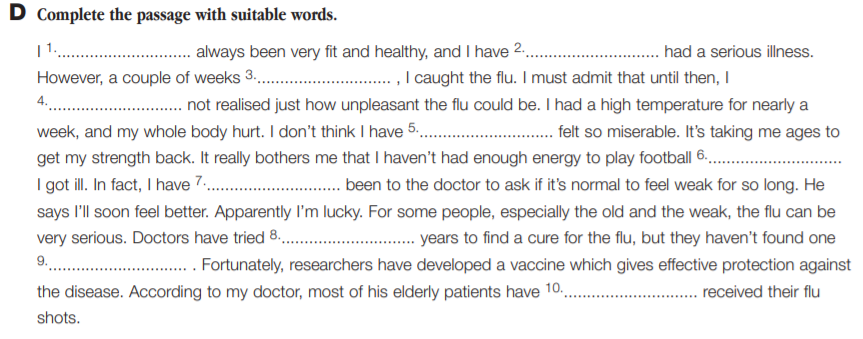 D Complete the passage with suitable words.
I 1.............................. always been very fit and healthy, and I have 2.............................. had a serious illness.
However, a couple of weeks 3.............................. , I caught the flu. I must admit that until then, I
4.............................. not realised just how unpleasant the flu could be. I had a high temperature for nearly a
week, and my whole body hurt. I don't think I have 5.............................. felt so miserable. It's taking me ages to
get my strength back. It really bothers me that I haven't had enough energy to play football 6..............................
I got ill. In fact, I have 7.............................. been to the doctor to ask if it's normal to feel weak for so long. He
says I'll soon feel better. Apparently I'm lucky. For some people, especially the old and the weak, the flu can be
very serious. Doctors have tried 8.............................. years to find a cure for the flu, but they haven't found one
9.............................. . Fortunately, researchers have developed a vaccine which gives effective protection against
the disease. According to my doctor, most of his elderly patients have 10.............................. received their flu
shots.